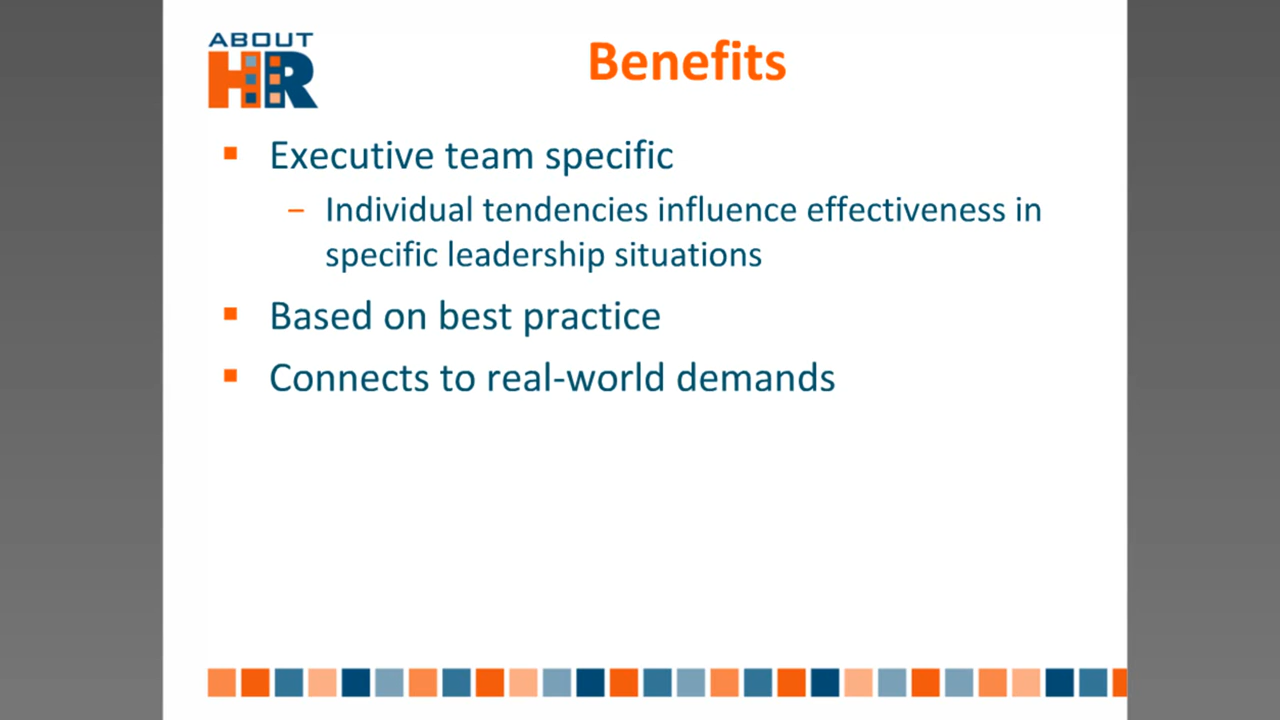 ABOUT
HR
Benefits
Executive team specific
– Individual tendencies influence effectiveness in
specific leadership situations
Based on best practice
Connects to real-world demands